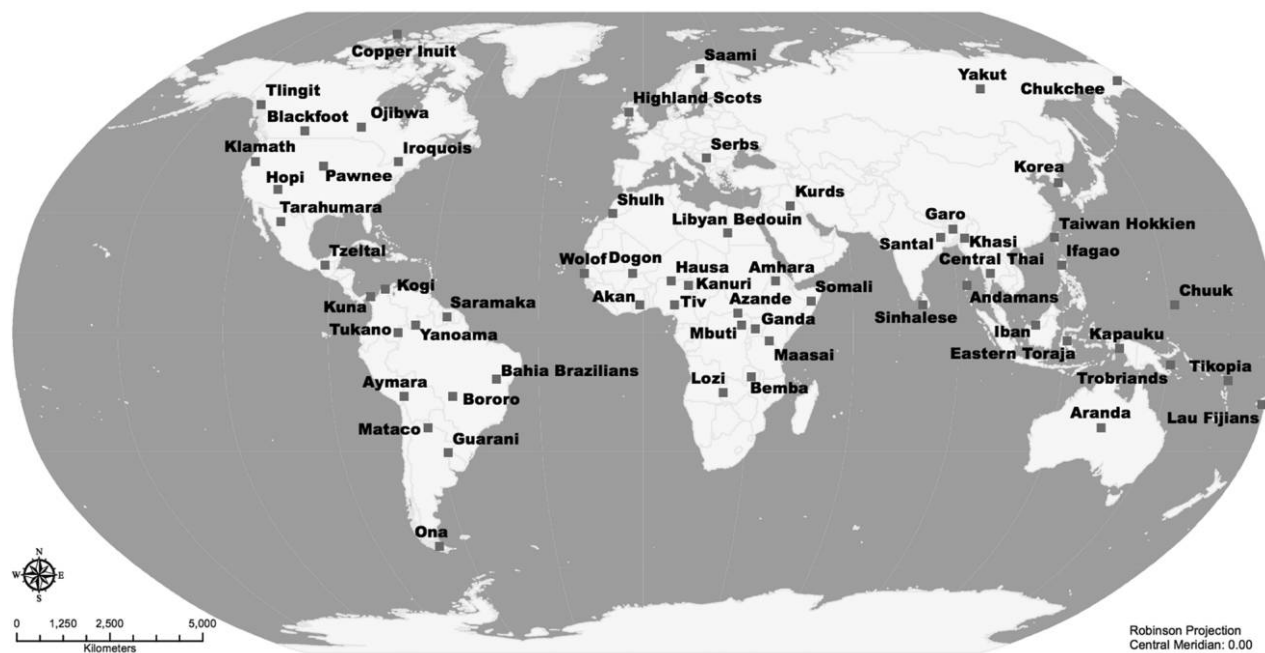 Copper Inuit
Saami
Yakut
Chukchee
Tlingit
Highland Scots
Blackfoot
Ojibwa
Klamath
Iroquois
Serbs
Pawnee
Korea
Hopi
Kurds
Shulh
Tarahumara
Libyan Bedouin
Garo
Taiwan Hokkien
Santal
Khasi
Ifagao
Tzeltal
Wolof
Dogon
Hausa
Amhara
Central Thai
Kogi
Kanuri
Somali
Kuna
Saramaka
Akan
Tiv
Azande
Andamans
Chuuk
Sinhalese
Ganda
Tukano
Yanoama
Mbuti
Iban
Kapauku
Eastern Toraja
Maasai
Bahia Brazilians
Tikopia
Aymara
Lozi
Bemba
Trobriands
Bororo
Aranda
Lau Fijians
Mataco
Guarani
Ona
N
W E
S
0 1,250 2,500 5,000
Kilometers
Robinson Projection
Central Meridian: 0.00